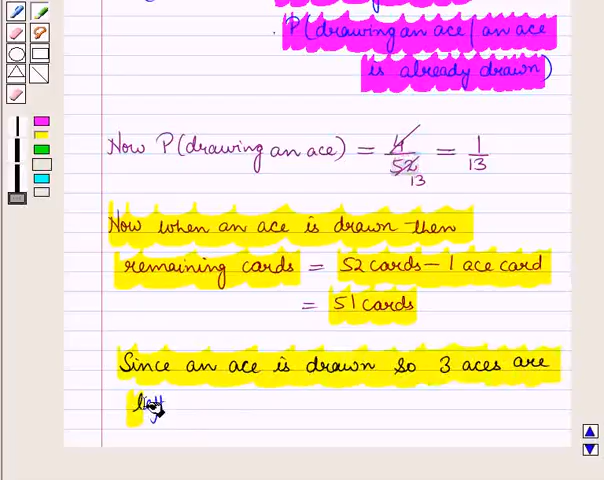 P(drawing an ace / an ace
is already drawn)
Now P(drawing an ace) = 4/52 = 1/13
13
Now when an ace is drawn then
remaining cards = 52 cards - 1 ace card
= 51 cards
Since an ace is drawn so 3 aces are